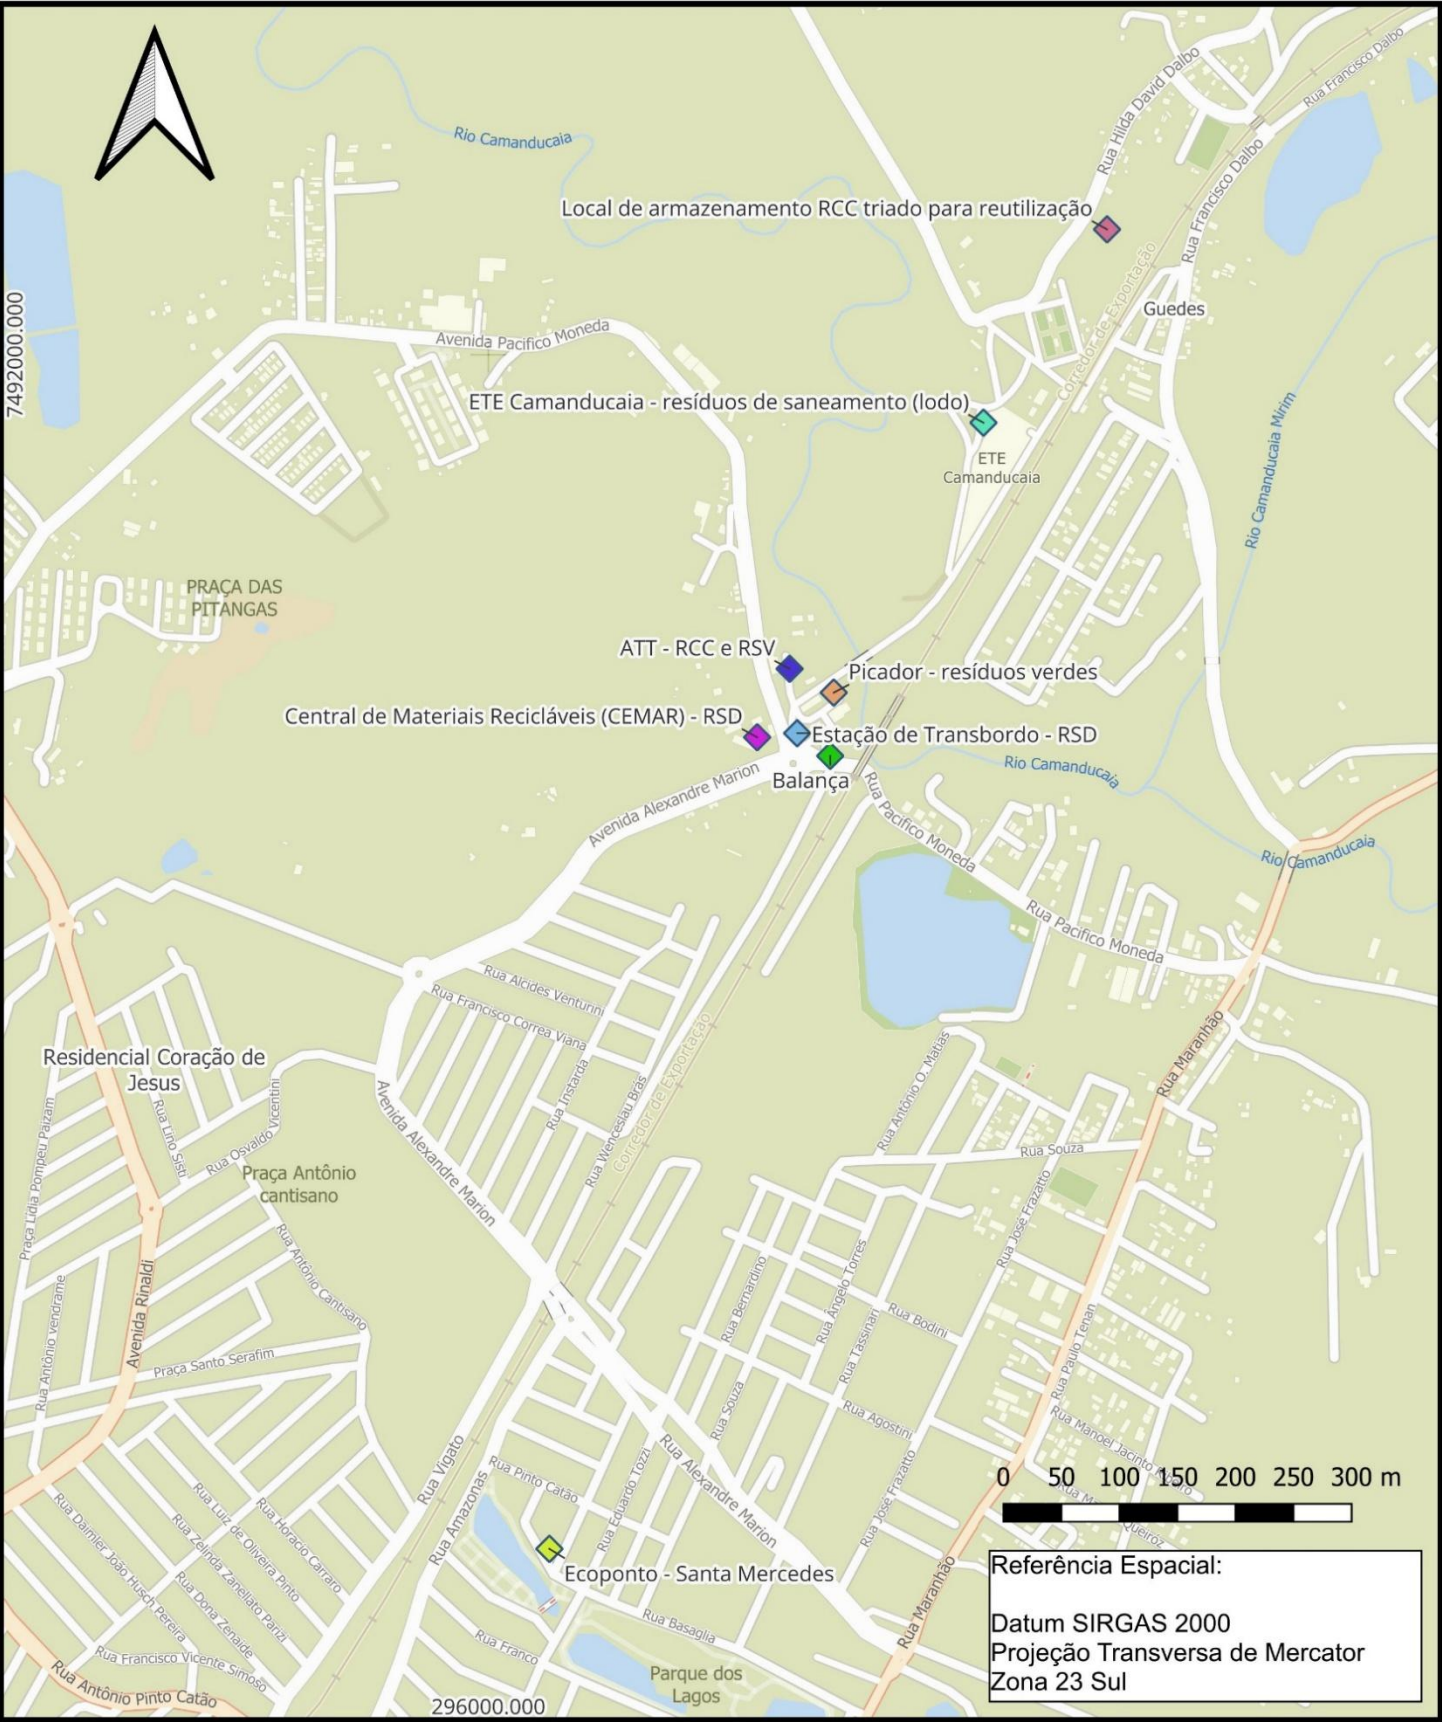 Rio Camanducaia
Rua Hilda David Dalbo
Rua Francisco Dalbo
Rua Francisco Dalbo
Local de armazenamento RCC triado para reutilização
Corredor de Exportação
Guedes
7492000.000
Avenida Pacifico Moneda
ETE Camanducaia - resíduos de saneamento (lodo)
ETE
Camanducaia
Rio Camanducaia Mirim
PRAÇA DAS
PITANGAS
ATT - RCC e RSV
Picador - resíduos verdes
Central de Materiais Recicláveis (CEMAR) - RSD
Estação de Transbordo - RSD
Balança
Rio Camanducaia
Avenida Alexandre Marion
Rua Pacifico Moneda
Rio Camanducaia
Rua Pacifico Moneda
Rua Alcides Venturini
Rua Francisco Correa Viana
Residencial Coração de
Jesus
Rua Instarda
Rua Wenceslau Brás
Corredor de Exportação
Rua Antônio O. Matias
Rua Maranhão
Praça Lidia Pompeu Paizam
Rua Lino Sisti
Rua Osvaldo Vicentini
Avenida Alexandre Marion
Rua Souza
Praça Antônio
cantisano
Rua José Frazatto
Rua Antônio Cantisano
Avenida Rinaldi
Rua Antônio vendrame
Rua Bernardino
Rua Ângelo Torres
Rua Bodini
Rua Tassinari
Rua Paulo Tenan
Praça Santo Serafim
Rua Souza
Rua Agostini
Rua Manoel Jacinto Ribeiro
Rua Vigato
Rua Amazonas
Rua Pinto Catão
Rua Eduardo Tozzi
Rua Alexandre Marion
Rua José Frazatto
0 50 100 150 200 250 300 m
Queiroz
Rua Daimler João Husch Pereira
Rua Luiz de Oliveira Pinto
Rua Horacio Carraro
Rua Zelinda Zanellato Parizi
Rua Dona Zenaide
Ecoponto - Santa Mercedes
Rua Maranhão
Rua Basaglia
Rua Franco
Rua Francisco Vicente Simoso
Rua Antônio Pinto Catão
Parque dos
Lagos
296000.000
Referência Espacial:
Datum SIRGAS 2000
Projeção Transversa de Mercator
Zona 23 Sul